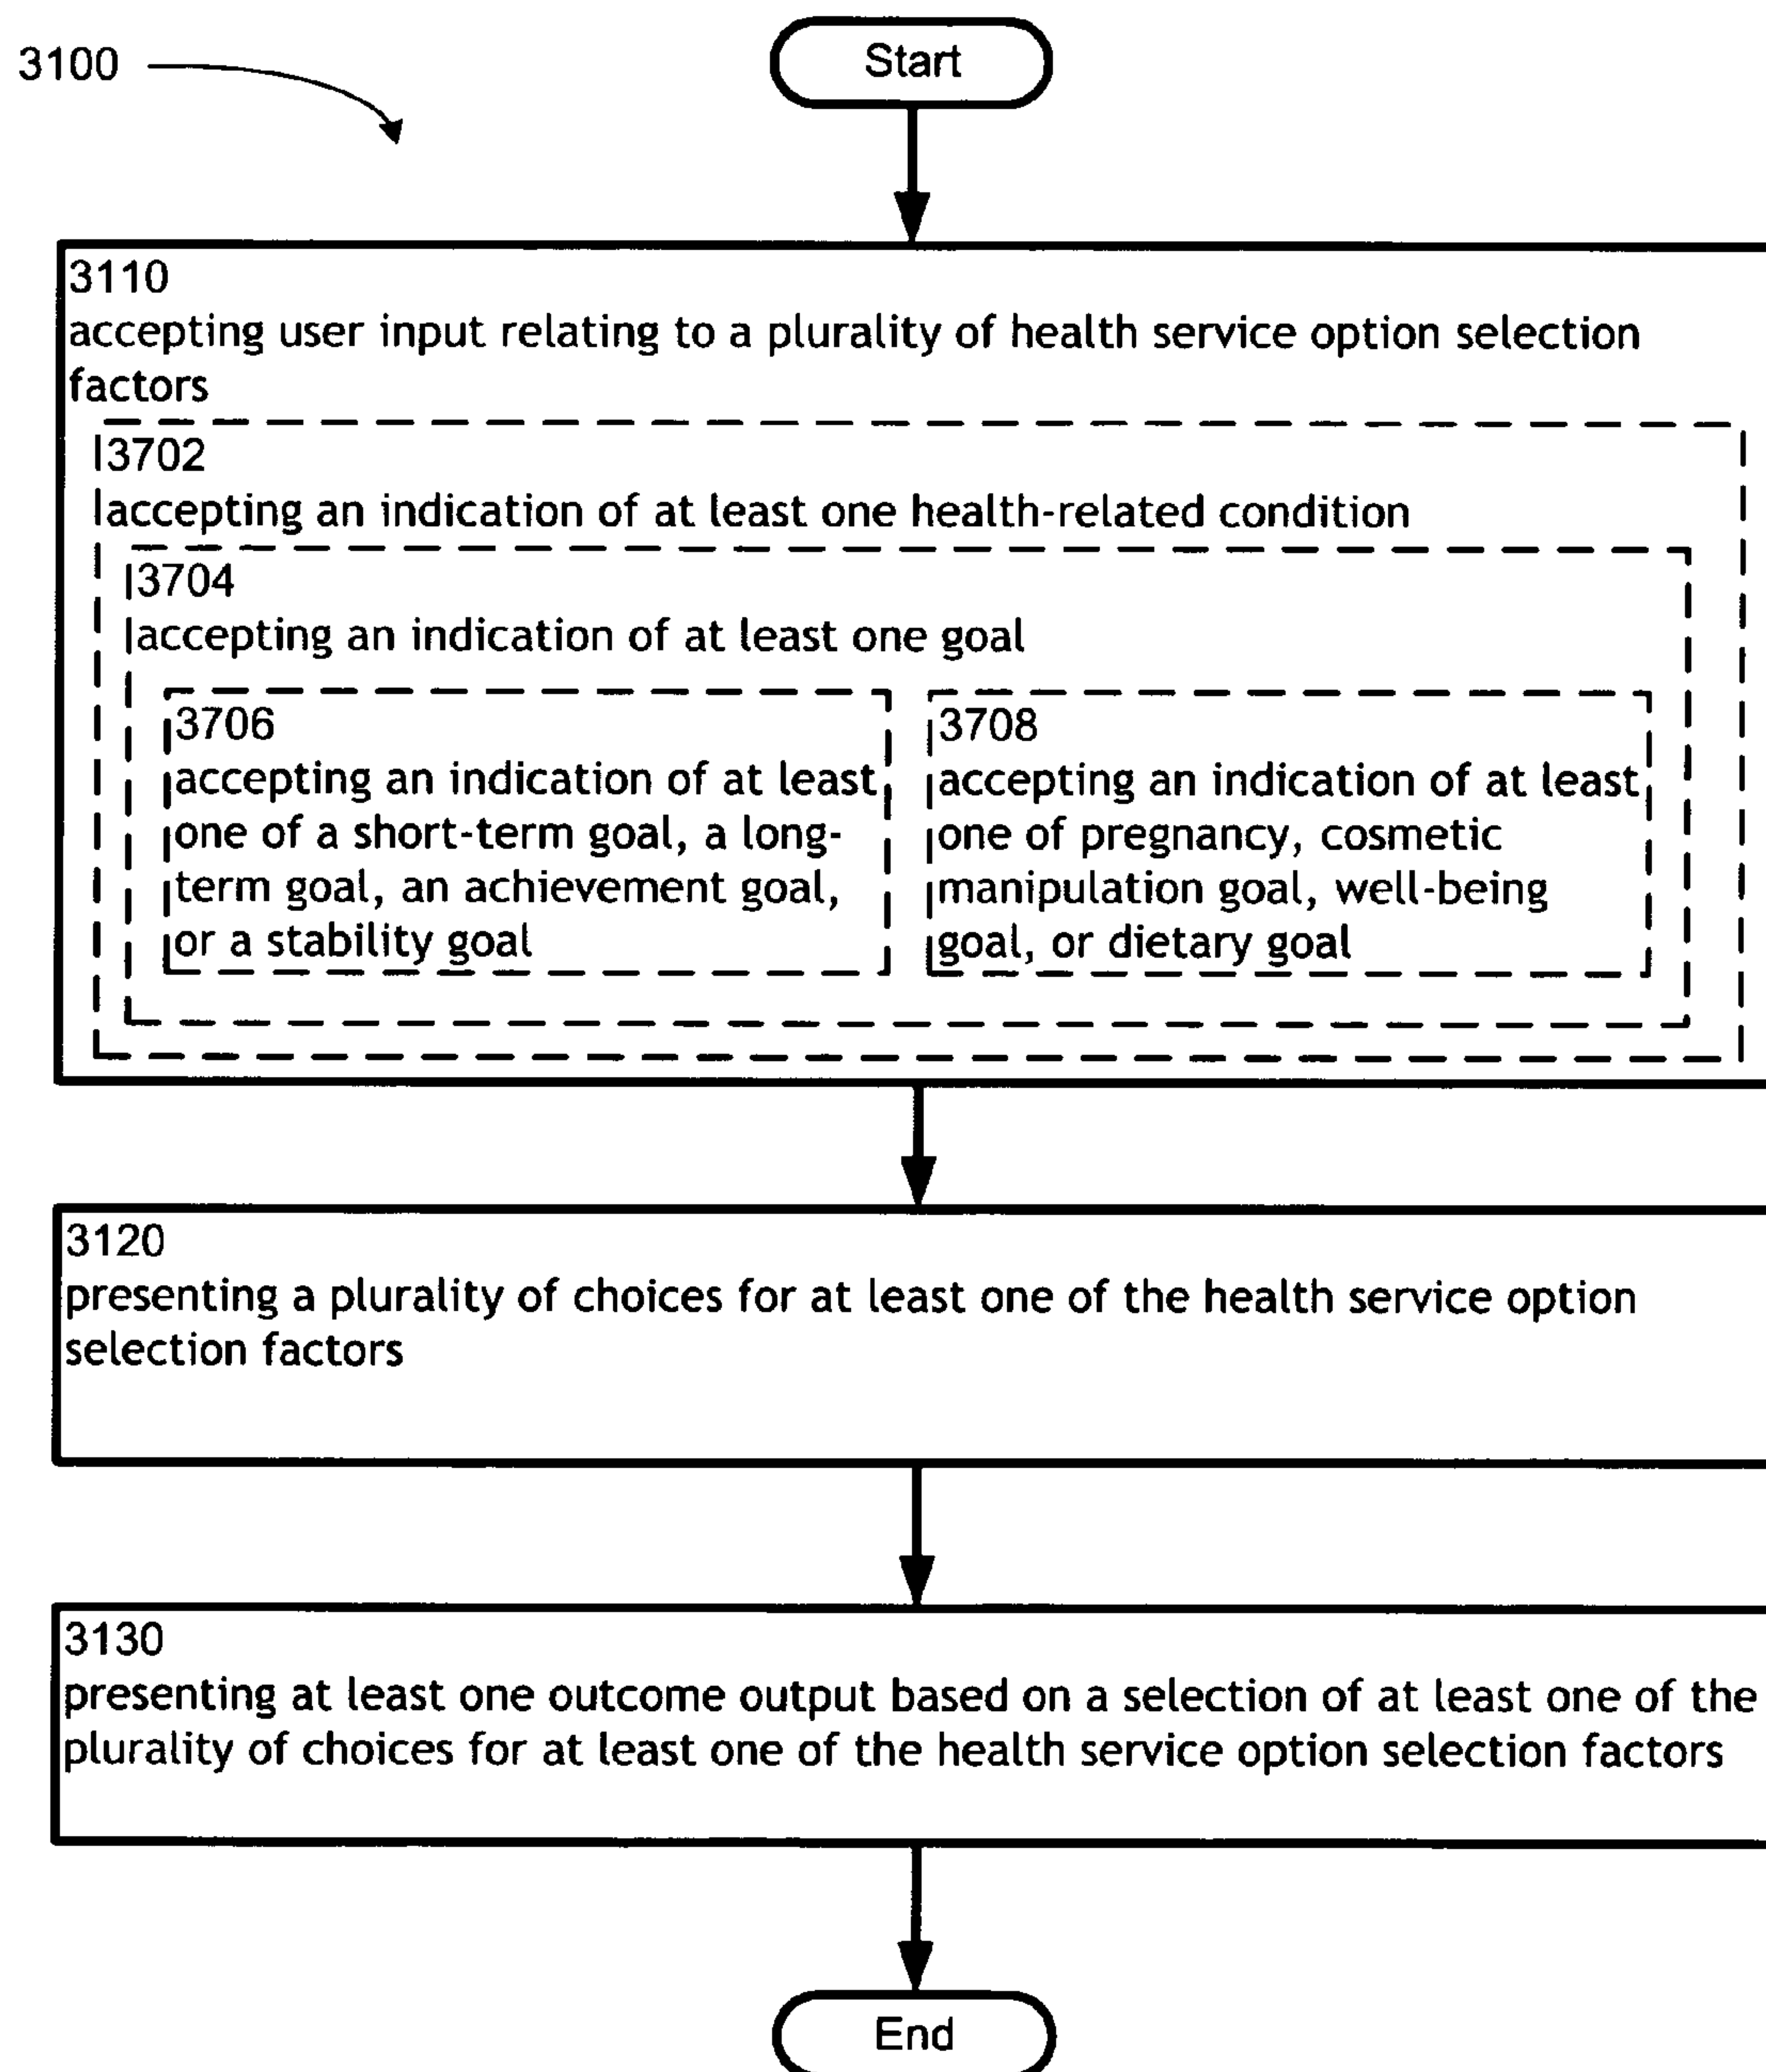 3100
Start
3110
accepting user input relating to a plurality of health service option selection
factors
3702
accepting an indication of at least one health-related condition
3704
accepting an indication of at least one goal
3706
accepting an indication of at least
one of a short-term goal, a long-
term goal, an achievement goal,
or a stability goal
3708
accepting an indication of at least
one of pregnancy, cosmetic
manipulation goal, well-being
goal, or dietary goal
3120
presenting a plurality of choices for at least one of the health service option
selection factors
3130
presenting at least one outcome output based on a selection of at least one of the
plurality of choices for at least one of the health service option selection factors
End